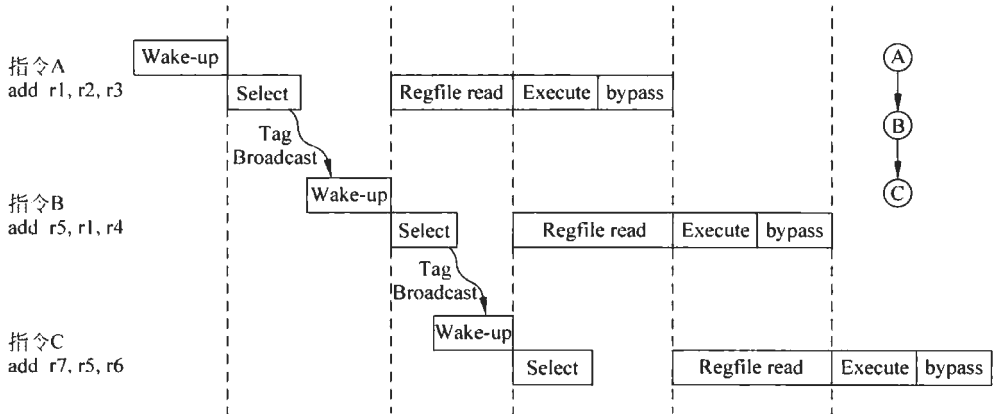 Wake-up
指令A
add r1, r2, r3
Select
Regfile read
Execute
bypass
A
Tag
Broadcast
B
Wake-up
指令B
add r5, r1, r4
Select
Regfile read
Execute
bypass
C
Tag
Broadcast
Wake-up
指令C
add r7, r5, r6
Select
Regfile read
Execute
bypass